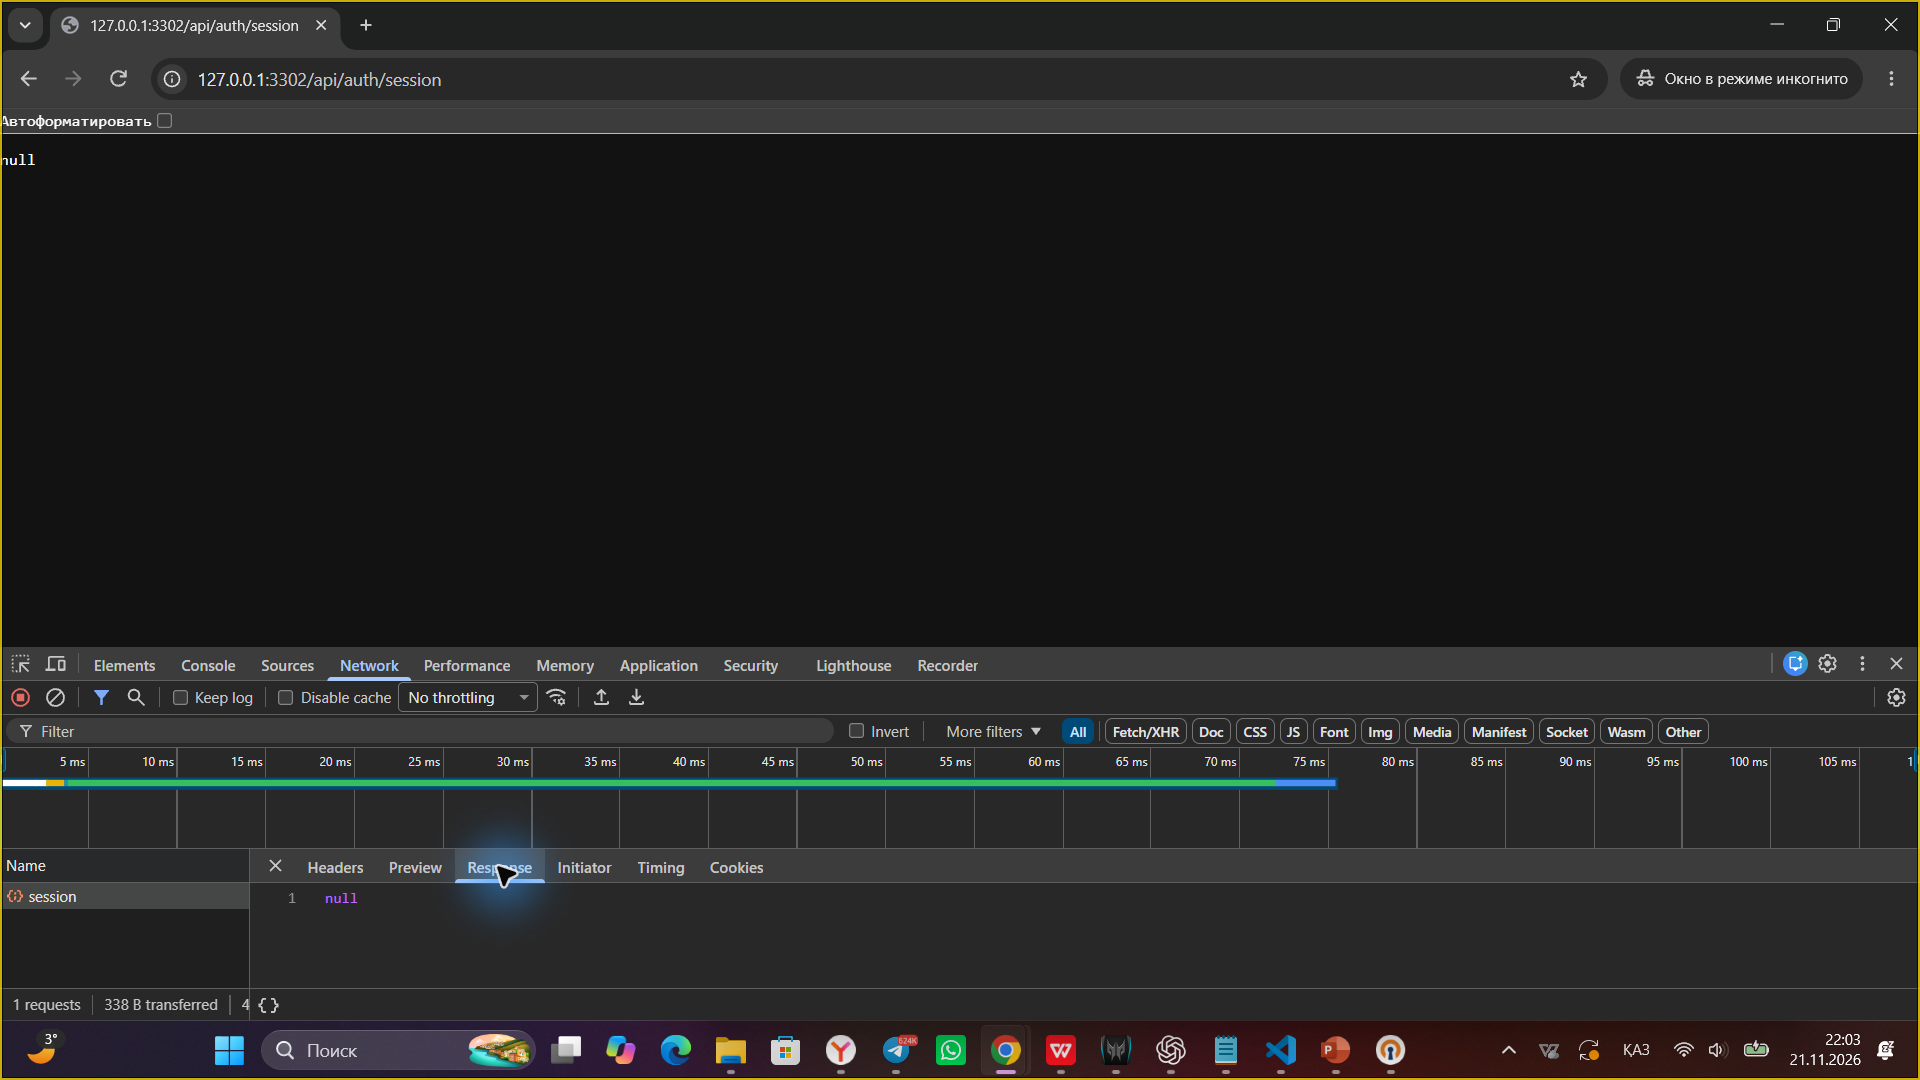 127.0.0.1:3302/api/auth/session
127.0.0.1:3302/api/auth/session
Окно в режиме инкогнито
Автоформатировать
null
Elements Console Sources Network Performance Memory Application Security Lighthouse Recorder
Keep log Disable cache No throttling
Filter Invert More filters All Fetch/XHR Doc CSS JS Font Img Media Manifest Socket Wasm Other
5 ms 10 ms 15 ms 20 ms 25 ms 30 ms 35 ms 40 ms 45 ms 50 ms 55 ms 60 ms 65 ms 70 ms 75 ms 80 ms 85 ms 90 ms 95 ms 100 ms 105 ms 1
Name Headers Preview Response Initiator Timing Cookies
session
1 null
1 requests 338 B transferred 4 { }
3°
Поиск
624K
ҚАЗ
22:03
21.11.2026